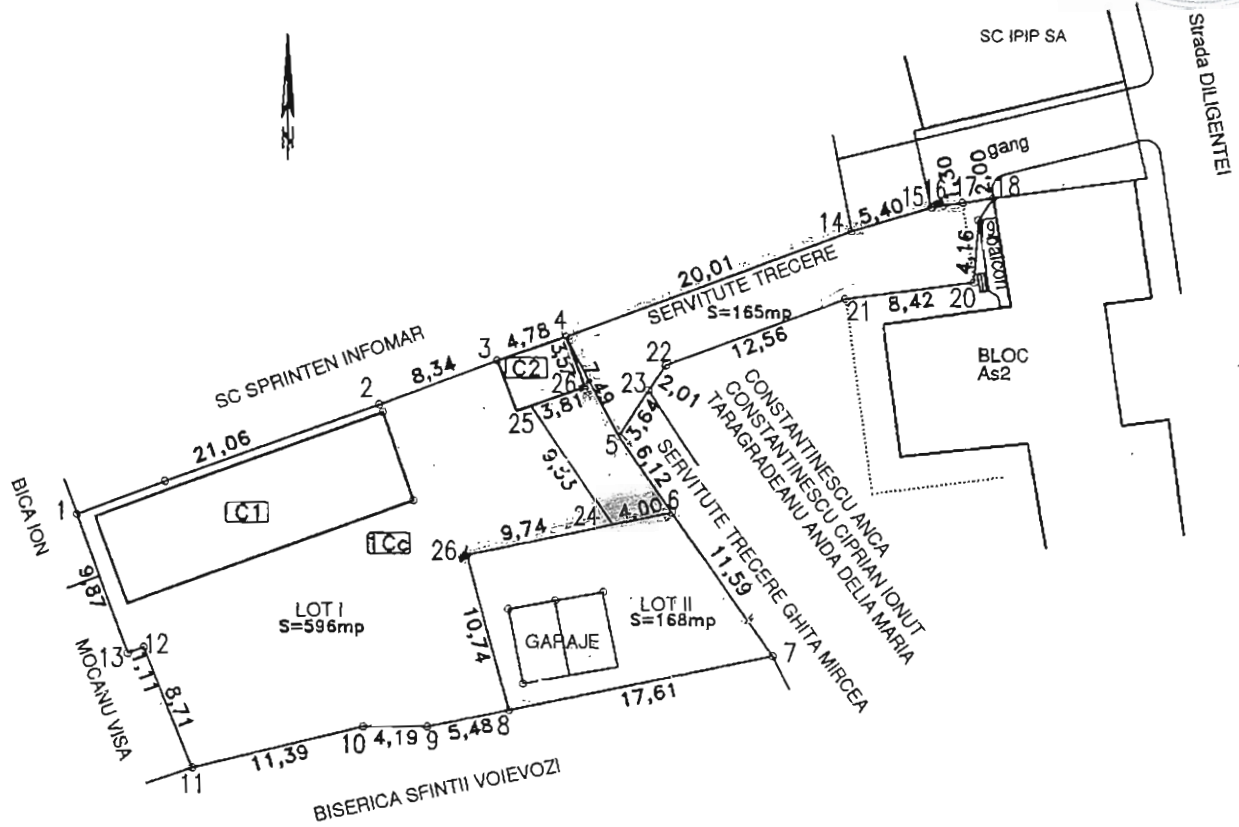 SC IPIP SA
Strada DILIGENTEI
gang
1,30
2,00
15
16
17
18
14
5,40
19
balcon
4,16
20
20,01
SERVITUTE TRECERE
S=165mp
21
8,42
12,56
BLOC
As2
4
4,78
3
C2
3,57
7,49
26
22
23
2,01
3,81
25
5
3,64
6,12
SC SPRINTEN INFOMAR
8,34
2
21,06
9,33
SERVITUTE TRECERE GHITA MIRCEA
CONSTANTINESCU ANCA
CONSTANTINESCU CIPRIAN IONUT
TARAGRADEANU ANDA DELIA MARIA
BICA ION
1
C1
1Cc
9,74
24
4,00
6
26
9,87
11,59
LOT I
S=596mp
LOT II
S=168mp
10,74
GARAJE
13
12
1,11
MOCANU VISA
8,71
7
17,61
8
5,48
9
4,19
10
11,39
11
BISERICA SFINTII VOIEVOZI